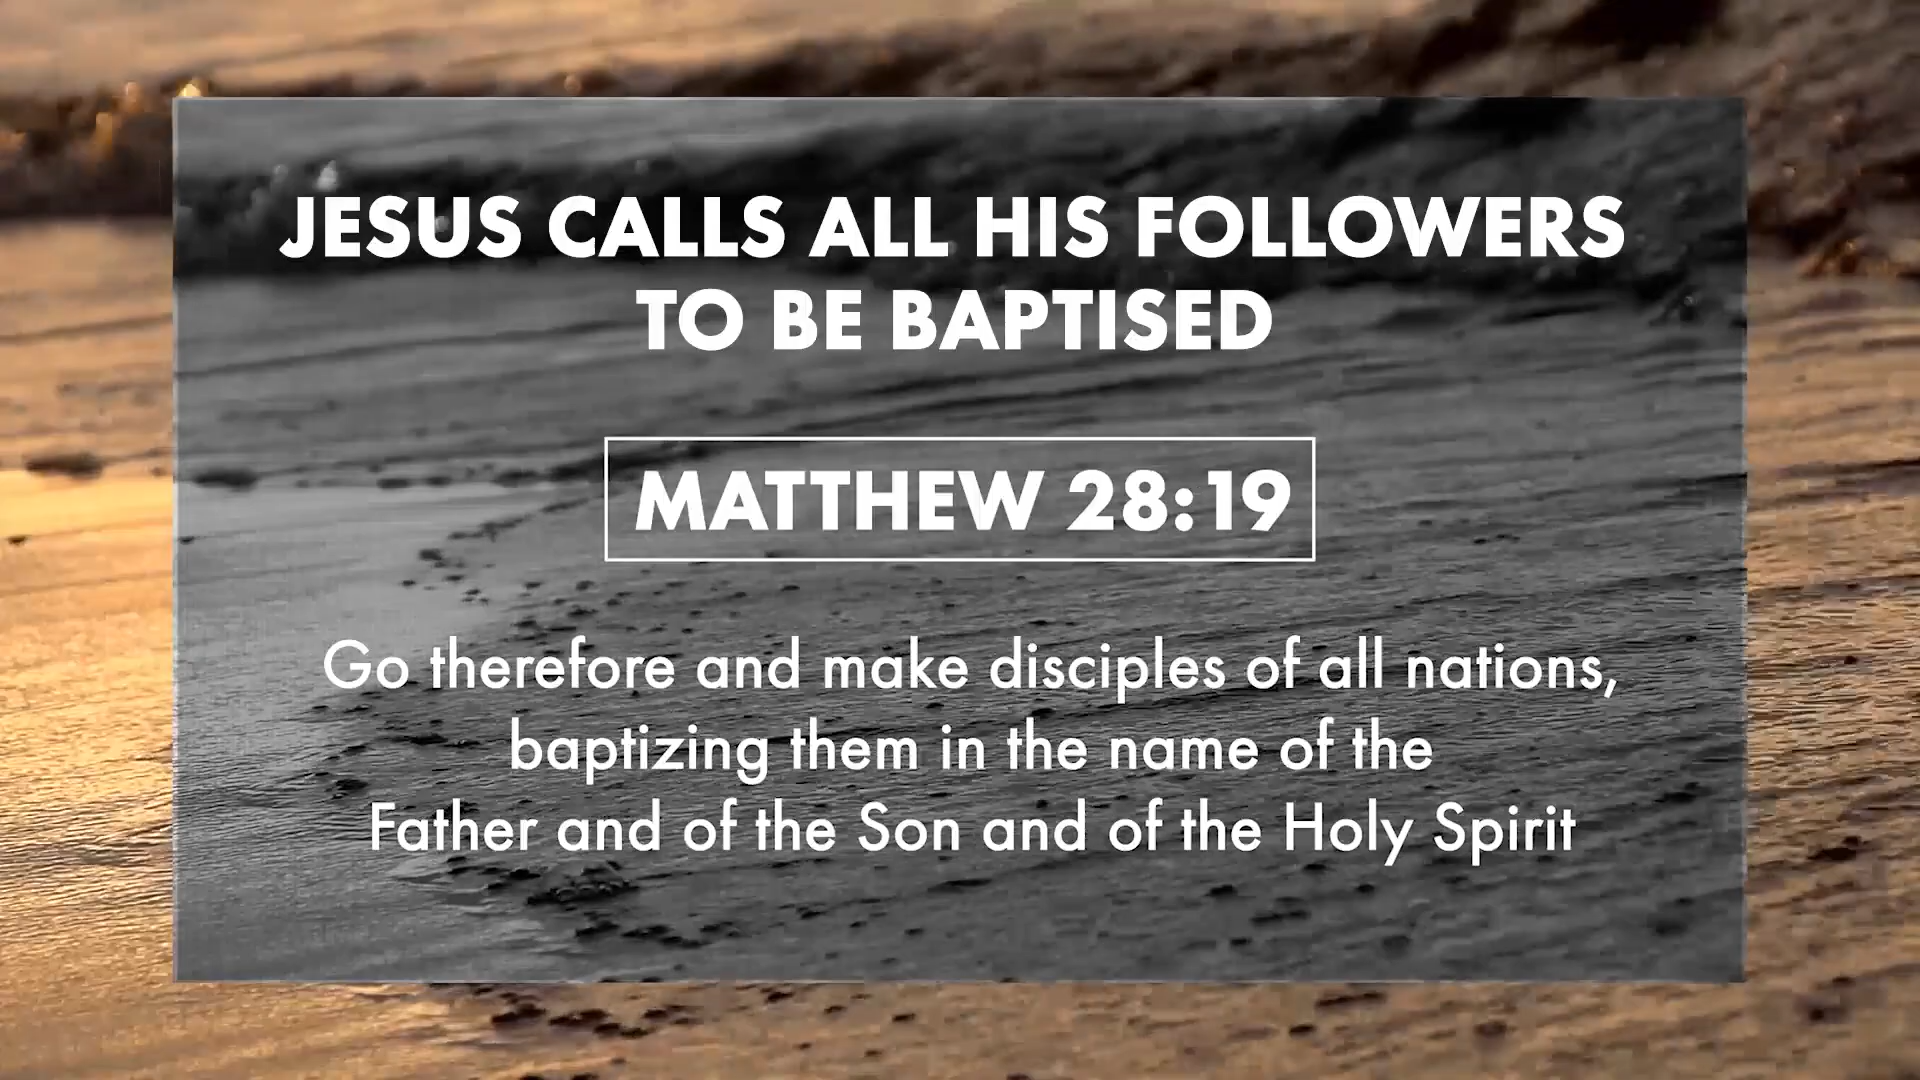 JESUS CALLS ALL HIS FOLLOWERS
TO BE BAPTISED
MATTHEW 28:19
Go therefore and make disciples of all nations,
baptizing them in the name of the
Father and of the Son and of the Holy Spirit